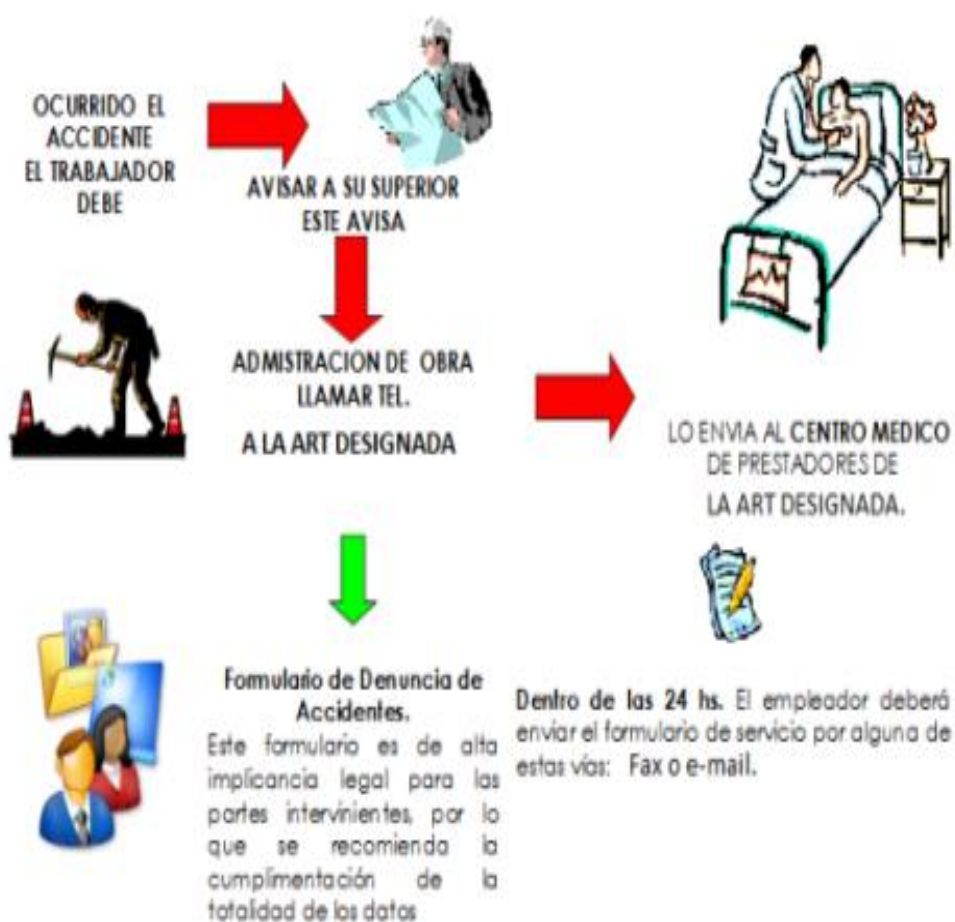 OCURRIDO EL
ACCIDENTE
EL TRABAJADOR
DEBE
AVISAR A SU SUPERIOR
ESTE AVISA
ADMISTRACION DE OBRA
LLAMAR TEL.
A LA ART DESIGNADA
LO ENVIA AL CENTRO MEDICO
DE PRESTADORES DE
LA ART DESIGNADA.
Formulario de Denuncia de
Accidentes.
Este formulario es de alta
implicancia legal para las
partes intervinientes, por lo
que se recomienda la
cumplimentación de la
totalidad de los datos
Dentro de las 24 hs. El empleador deberá
enviar el formulario de servicio por alguna de
estas vías: Fax o e-mail.